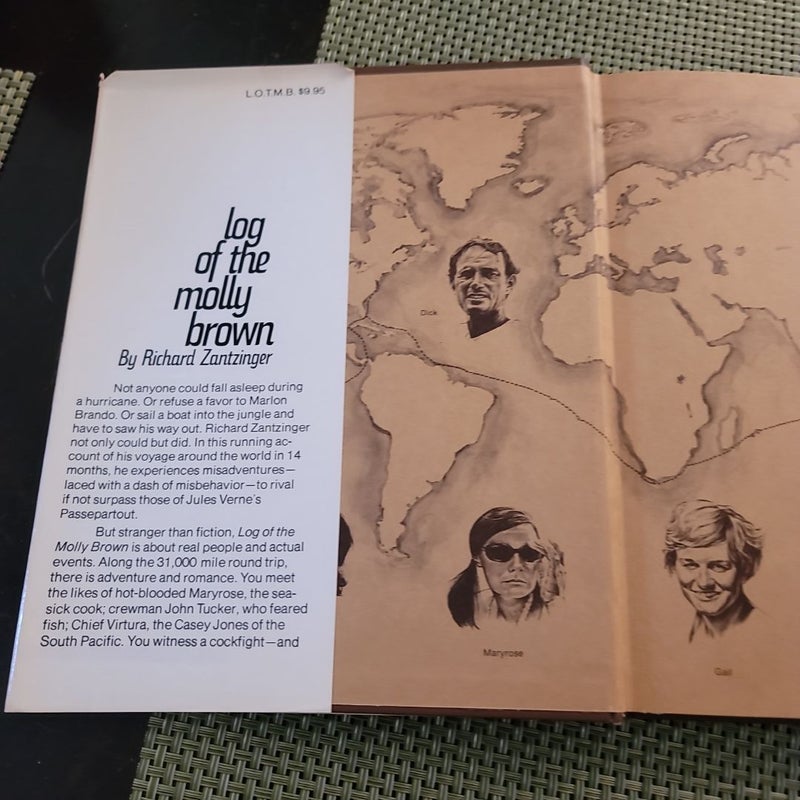 L.O.T.M.B. $9.95
log
of the
molly
brown
By Richard Zantzinger
Not anyone could fall asleep during
a hurricane. Or refuse a favor to Marlon
Brando. Or sail a boat into the jungle and
have to saw his way out. Richard Zantzinger
not only could but did. In this running ac-
count of his voyage around the world in 14
months, he experiences misadventures—
laced with a dash of misbehavior—to rival
if not surpass those of Jules Verne's
Passepartout.
But stranger than fiction, Log of the
Molly Brown is about real people and actual
events. Along the 31,000 mile round trip,
there is adventure and romance. You meet
the likes of hot-blooded Maryrose, the sea-
sick cook; crewman John Tucker, who feared
fish; Chief Virtura, the Casey Jones of the
South Pacific. You witness a cockfight—and
Dick
Maryrose
Gail